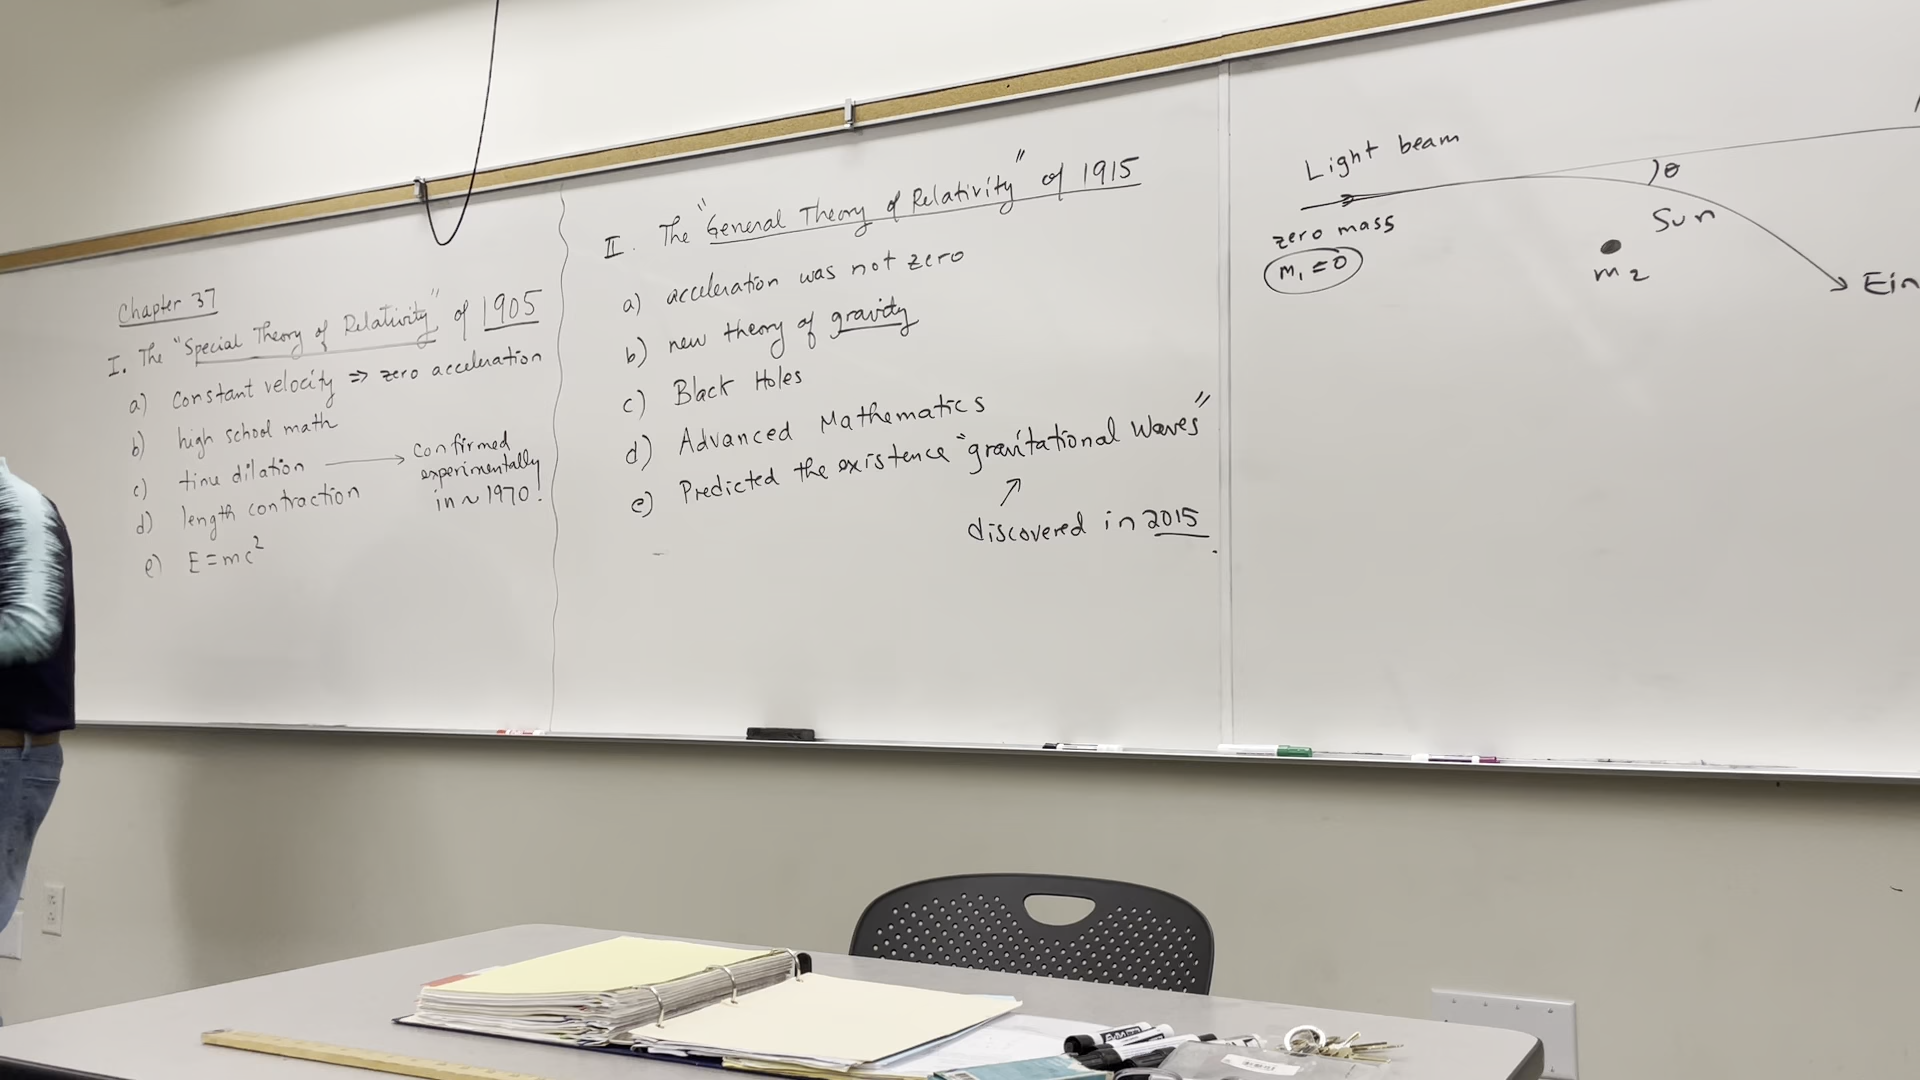 Chapter 37
I. The "Special Theory of Relativity" of 1905
a) constant velocity => zero acceleration
b) high school math
c) time dilation → confirmed experimentally in ~ 1970!
d) length contraction
e) E = mc²
II. The "General Theory of Relativity" of 1915
a) acceleration was not zero
b) new theory of gravity
c) Black Holes
d) Advanced Mathematics
e) Predicted the existence "gravitational waves"
discovered in 2015
Light beam
zero mass
m₁ = 0
θ
Sun
m₂
Ein